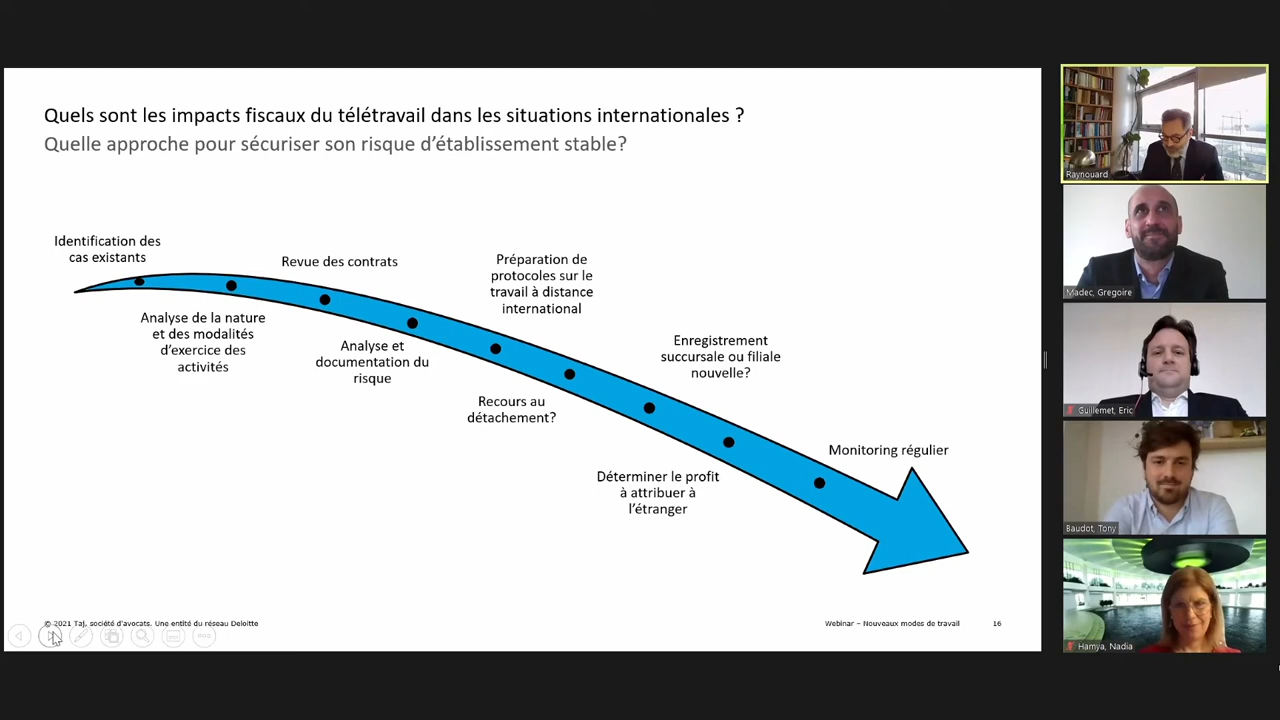 Quels sont les impacts fiscaux du télétravail dans les situations internationales ?
Quelle approche pour sécuriser son risque d'établissement stable?
Identification des
cas existants
Analyse de la nature
et des modalités
d'exercice des
activités
Revue des contrats
Analyse et
documentation du
risque
Préparation de
protocoles sur le
travail à distance
international
Recours au
détachement?
Enregistrement
succursale ou filiale
nouvelle?
Déterminer le profit
à attribuer à
l'étranger
Monitoring régulier
© 2021 Taj, société d'avocats. Une entité du réseau Deloitte
Webinar – Nouveaux modes de travail
16
Raynouard
Madec, Gregoire
Guillemet, Eric
Baudot, Tony
Hamya, Nadia